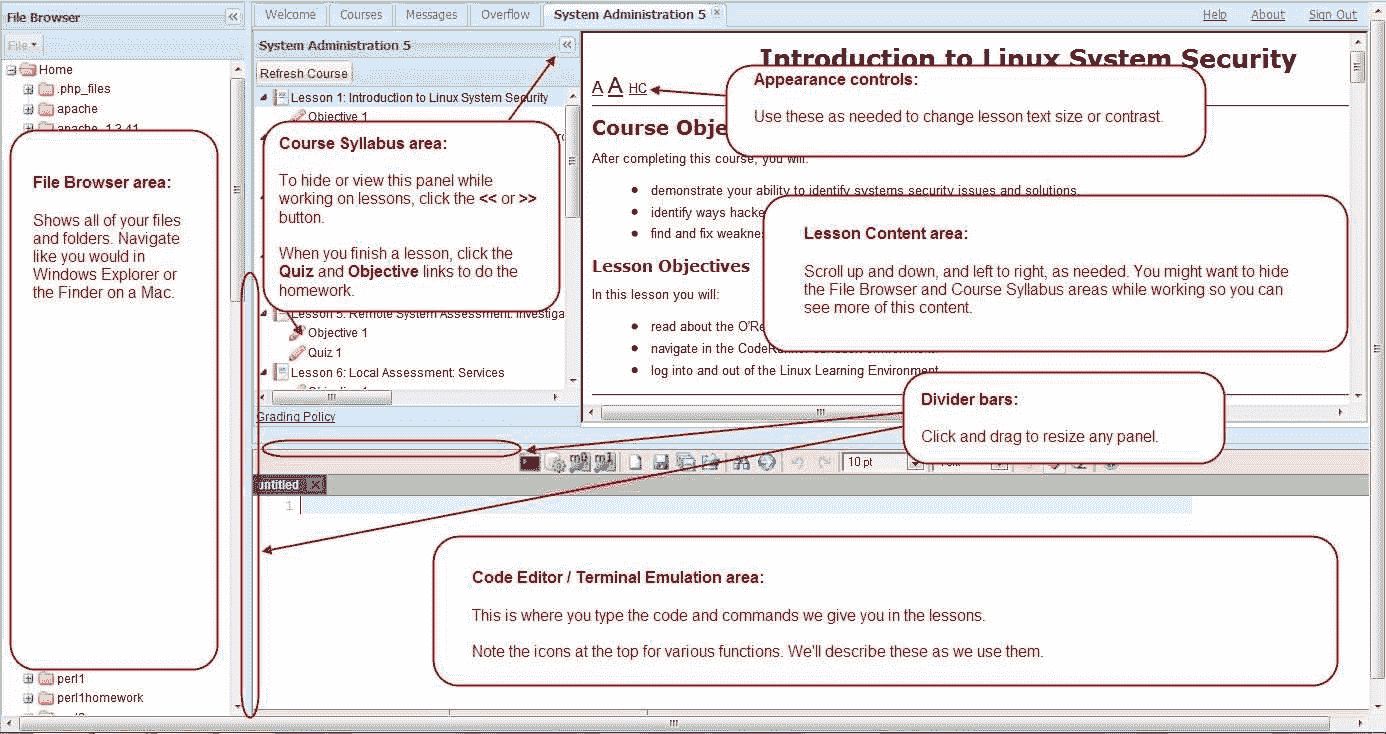 File Browser
«
Welcome
Courses
Messages
Overflow
System Administration 5
Help
About
Sign Out
File
Home
.php_files
apache
apache_1.3.41
File Browser area:
Shows all of your files
and folders. Navigate
like you would in
Windows Explorer or
the Finder on a Mac.
perl1
perl1homework
System Administration 5
«
Refresh Course
Lesson 1: Introduction to Linux System Security
Objective 1
Course Syllabus area:
To hide or view this panel while
working on lessons, click the << or >>
button.
When you finish a lesson, click the
Quiz and Objective links to do the
homework.
Lesson 5: Remote System Assessment: Investiga
Objective 1
Quiz 1
Lesson 6: Local Assessment: Services
Grading Policy
Introduction to Linux System Security
A A HC
Appearance controls:
Use these as needed to change lesson text size or contrast.
Course Obje
After completing this course, you will:
demonstrate your ability to identify systems security issues and solutions.
identify ways hacke
find and fix weakne
Lesson Content area:
Scroll up and down, and left to right, as needed. You might want to hide
the File Browser and Course Syllabus areas while working so you can
see more of this content.
Lesson Objectives
In this lesson you will:
read about the O'Re
navigate in the CodeRunner sandbox environment.
log into and out of the Linux Learning Environment
Divider bars:
Click and drag to resize any panel.
m0 m1
10 pt
untitled
1
Code Editor / Terminal Emulation area:
This is where you type the code and commands we give you in the lessons.
Note the icons at the top for various functions. We'll describe these as we use them.